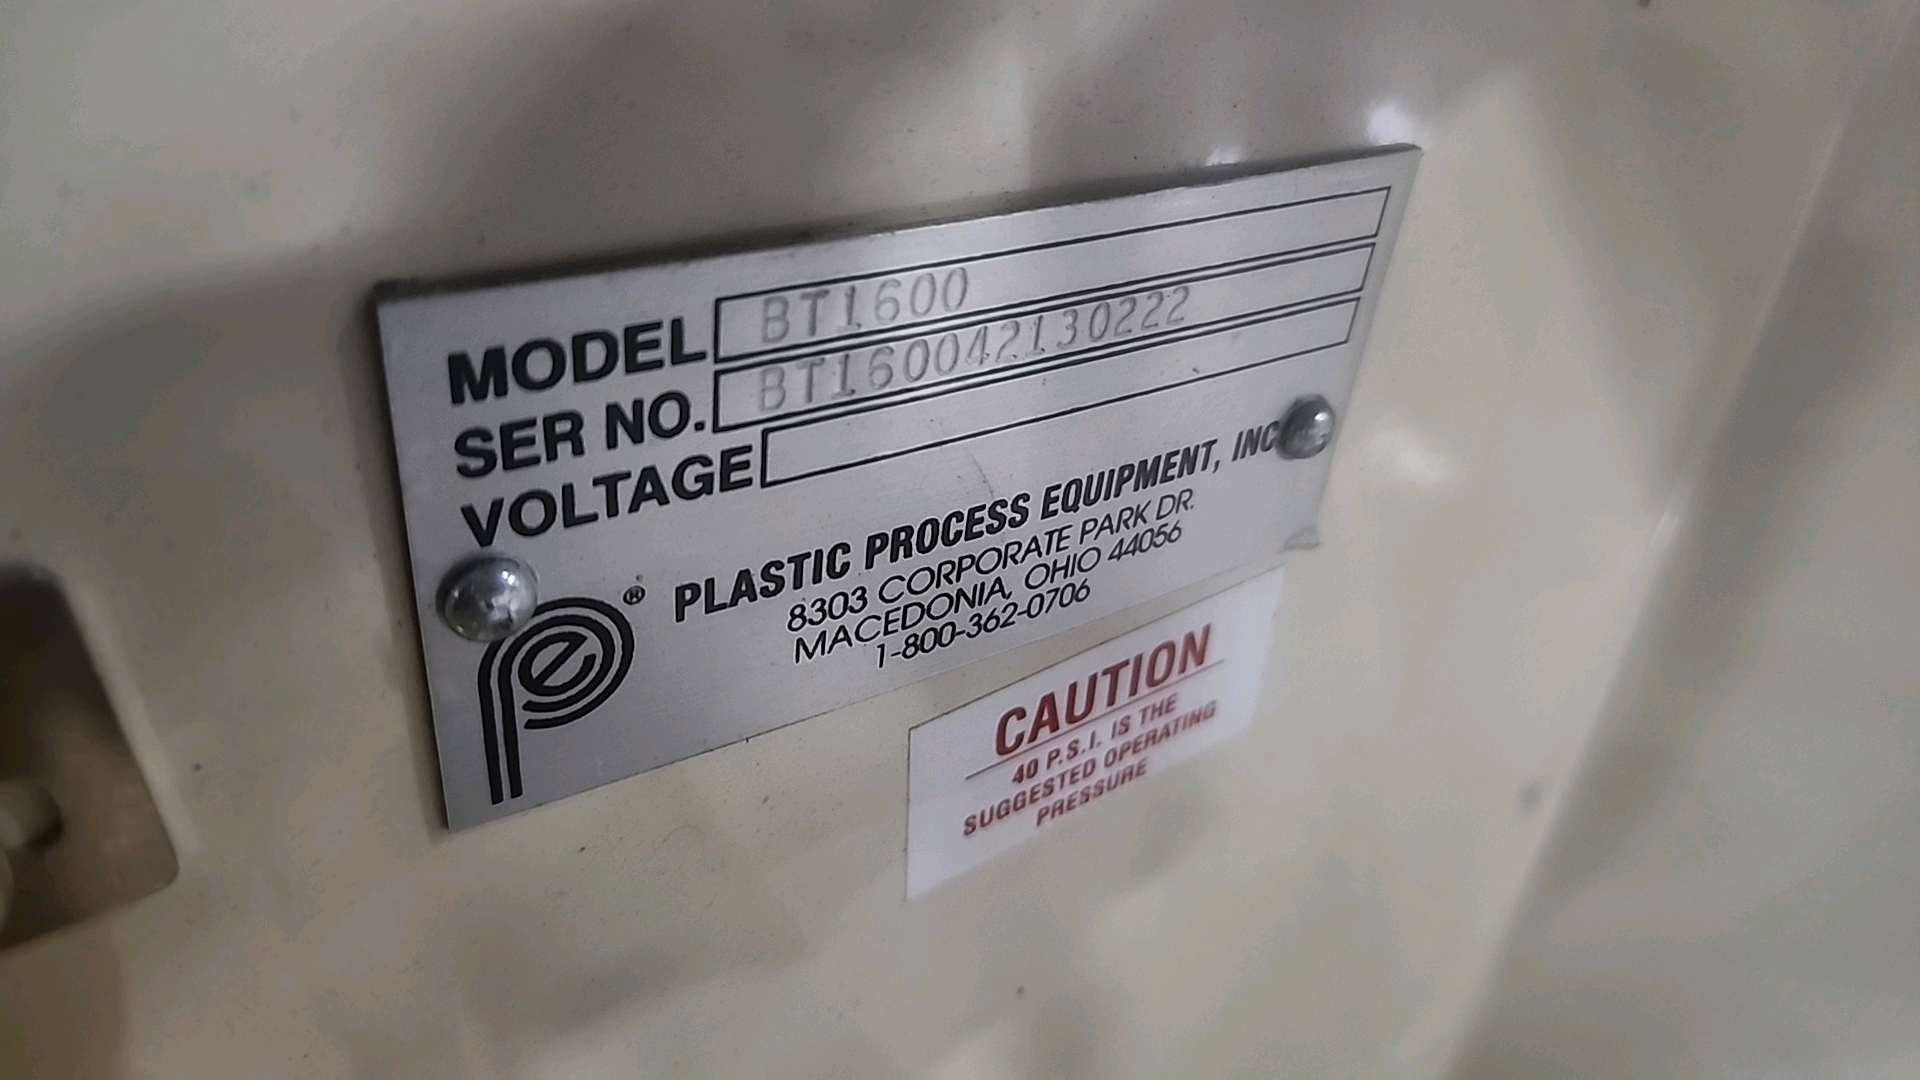 MODEL BT1600
SER NO. BT160042130222
VOLTAGE
pe® PLASTIC PROCESS EQUIPMENT, INC
8303 CORPORATE PARK DR.
MACEDONIA, OHIO 44056
1-800-362-0706
CAUTION
40 P.S.I. IS THE
SUGGESTED OPERATING
PRESSURE